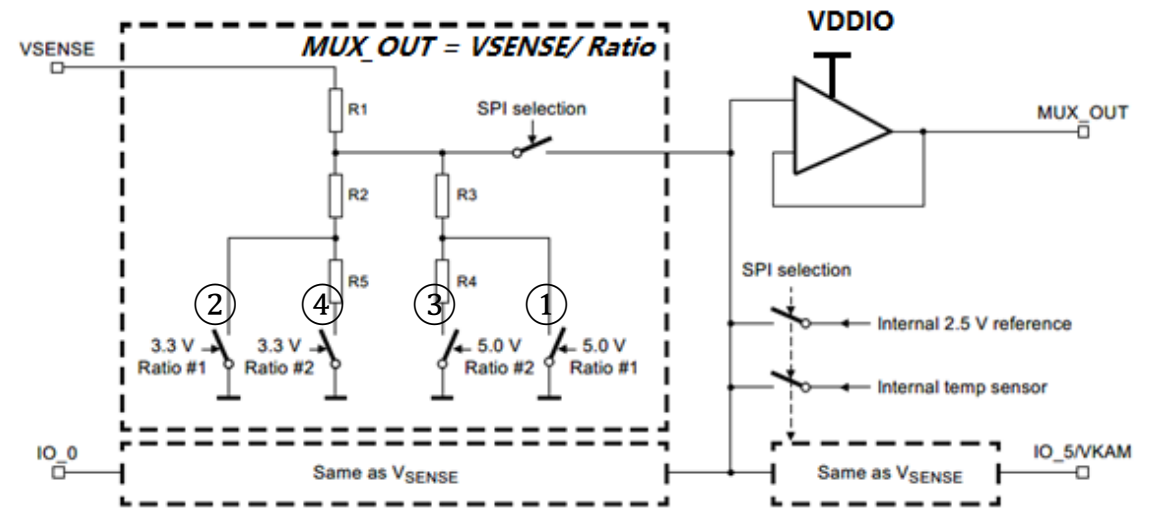 VDDIO
VSENSE
MUX_OUT = VSENSE/ Ratio
R1
SPI selection
MUX_OUT
R2
R3
SPI selection
R5
R4
② ④ ③ ①
3.3 V
Ratio #1
3.3 V
Ratio #2
5.0 V
Ratio #2
5.0 V
Ratio #1
Internal 2.5 V reference
Internal temp sensor
IO_0
Same as VSENSE
Same as VSENSE
IO_5/VKAM